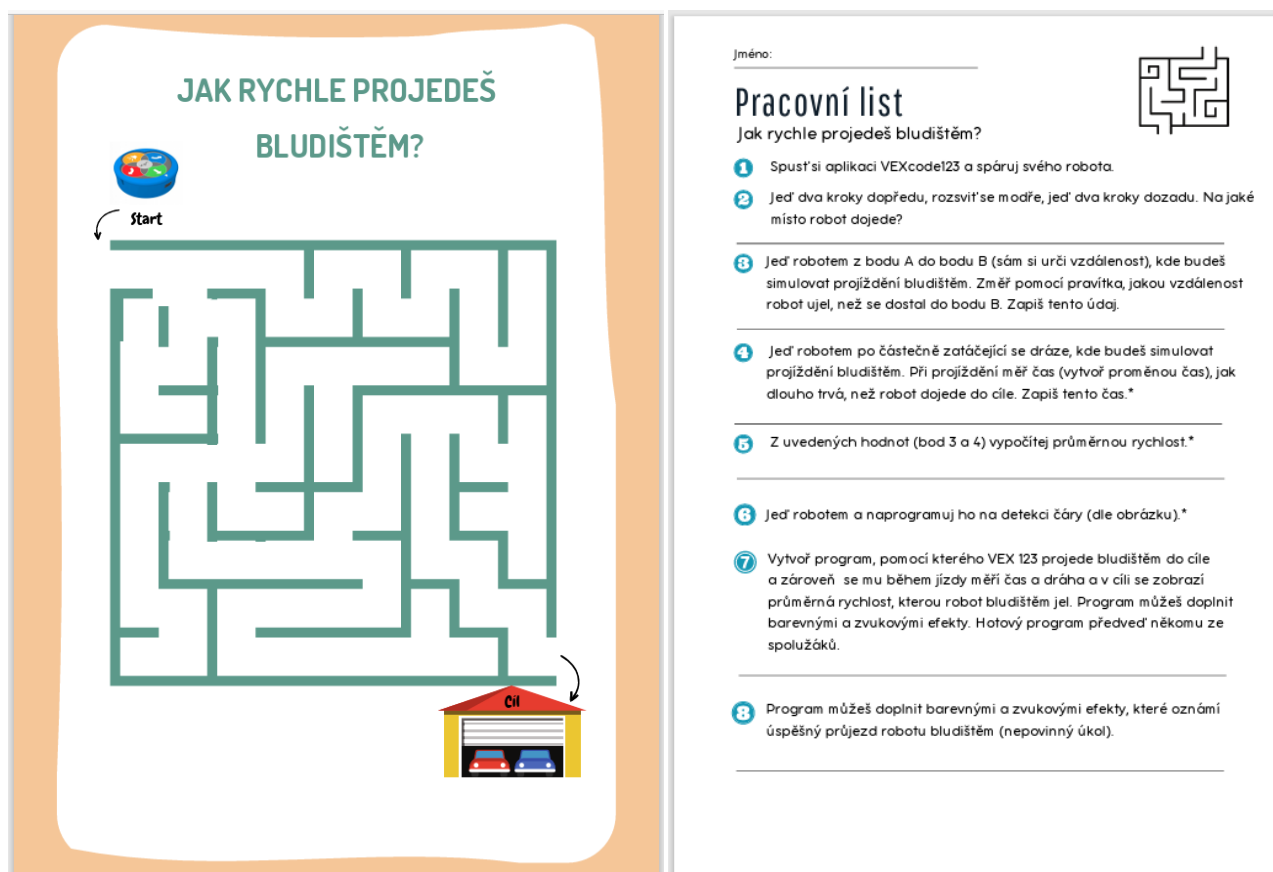 JAK RYCHLE PROJEDEŠ
BLUDIŠTĚM?
Start
Cíl
Jméno:
Pracovní list
Jak rychle projedeš bludištěm?
1 Spusť si aplikaci VEXcode123 a spáruj svého robota.
2 Jeď dva kroky dopředu, rozsviť se modře, jeď dva kroky dozadu. Na jaké
místo robot dojede?
3 Jeď robotem z bodu A do bodu B (sám si urči vzdálenost), kde budeš
simulovat projíždění bludištěm. Změř pomocí pravítka, jakou vzdálenost
robot ujel, než se dostal do bodu B. Zapiš tento údaj.
4 Jeď robotem po částečně zatáčející se dráze, kde budeš simulovat
projíždění bludištěm. Při projíždění měř čas (vytvoř proměnou čas), jak
dlouho trvá, než robot dojede do cíle. Zapiš tento čas.*
5 Z uvedených hodnot (bod 3 a 4) vypočítej průměrnou rychlost.*
6 Jeď robotem a naprogramuj ho na detekci čáry (dle obrázku).*
7 Vytvoř program, pomocí kterého VEX 123 projede bludištěm do cíle
a zároveň se mu během jízdy měří čas a dráha a v cíli se zobrazí
průměrná rychlost, kterou robot bludištěm jel. Program můžeš doplnit
barevnými a zvukovými efekty. Hotový program předveď někomu ze
spolužáků.
8 Program můžeš doplnit barevnými a zvukovými efekty, které oznámí
úspěšný průjezd robotu bludištěm (nepovinný úkol).